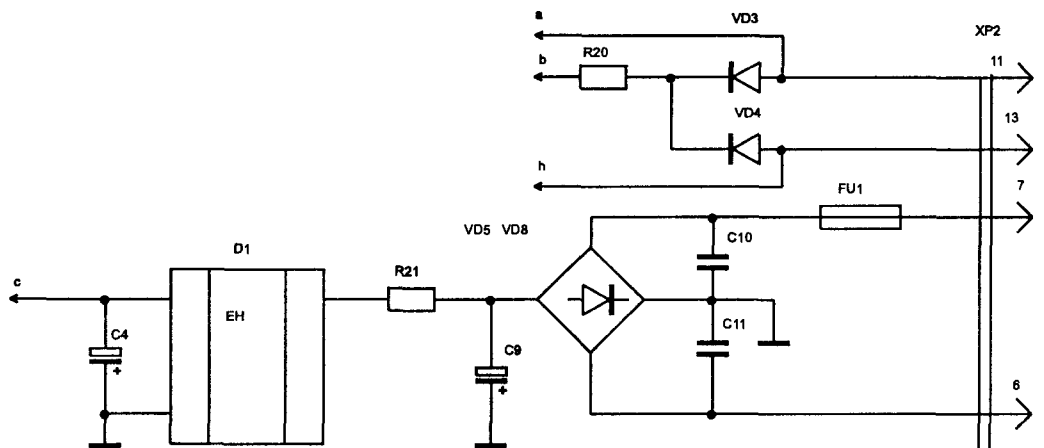 a
VD3
XP2
b
R20
11
VD4
13
h
FU1
7
VD5 VD8
C10
D1
R21
c
EH
C11
C4
+
C9
+
6